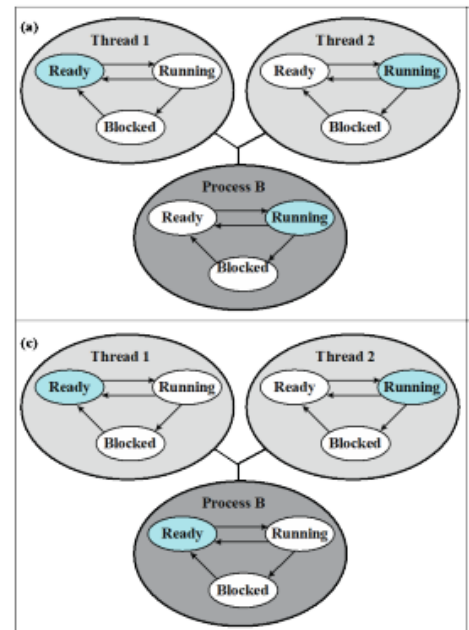 (a)
Thread 1
Thread 2
Ready
Running
Ready
Running
Blocked
Blocked
Process B
Ready
Running
Blocked
(c)
Thread 1
Thread 2
Ready
Running
Ready
Running
Blocked
Blocked
Process B
Ready
Running
Blocked